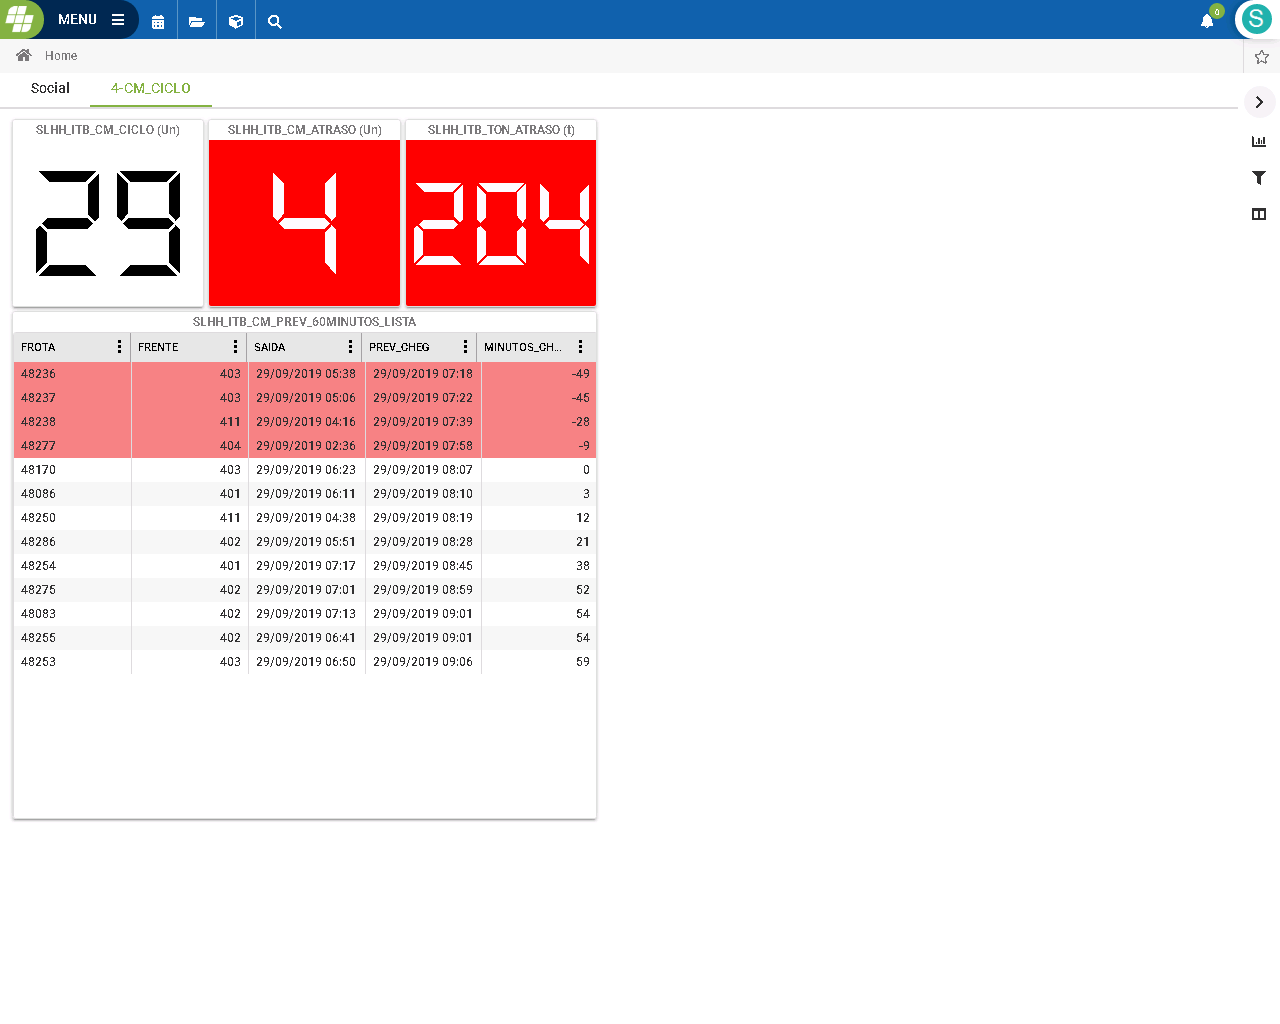 MENU
0
S
Home
Social 4-CM_CICLO
SLHH_ITB_CM_CICLO (Un) SLHH_ITB_CM_ATRASO (Un) SLHH_ITB_TON_ATRASO (t)
29 4 204
SLHH_ITB_CM_PREV_60MINUTOS_LISTA
FROTA FRENTE SAIDA PREV_CHEG MINUTOS_CH...
48236 403 29/09/2019 05:38 29/09/2019 07:18 -49
48237 403 29/09/2019 05:06 29/09/2019 07:22 -45
48238 411 29/09/2019 04:16 29/09/2019 07:39 -28
48277 404 29/09/2019 02:36 29/09/2019 07:58 -9
48170 403 29/09/2019 06:23 29/09/2019 08:07 0
48086 401 29/09/2019 06:11 29/09/2019 08:10 3
48250 411 29/09/2019 04:38 29/09/2019 08:19 12
48286 402 29/09/2019 05:51 29/09/2019 08:28 21
48254 401 29/09/2019 07:17 29/09/2019 08:45 38
48275 402 29/09/2019 07:01 29/09/2019 08:59 52
48083 402 29/09/2019 07:13 29/09/2019 09:01 54
48255 402 29/09/2019 06:41 29/09/2019 09:01 54
48253 403 29/09/2019 06:50 29/09/2019 09:06 59